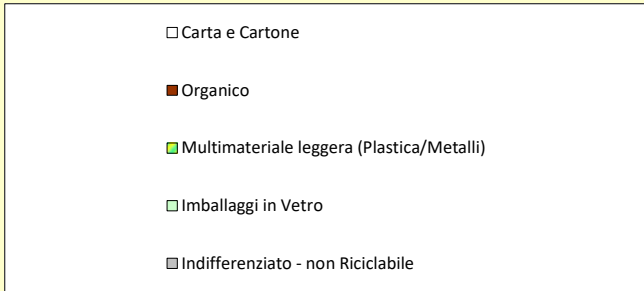 Carta e Cartone
Organico
Multimateriale leggera (Plastica/Metalli)
Imballaggi in Vetro
Indifferenziato - non Riciclabile